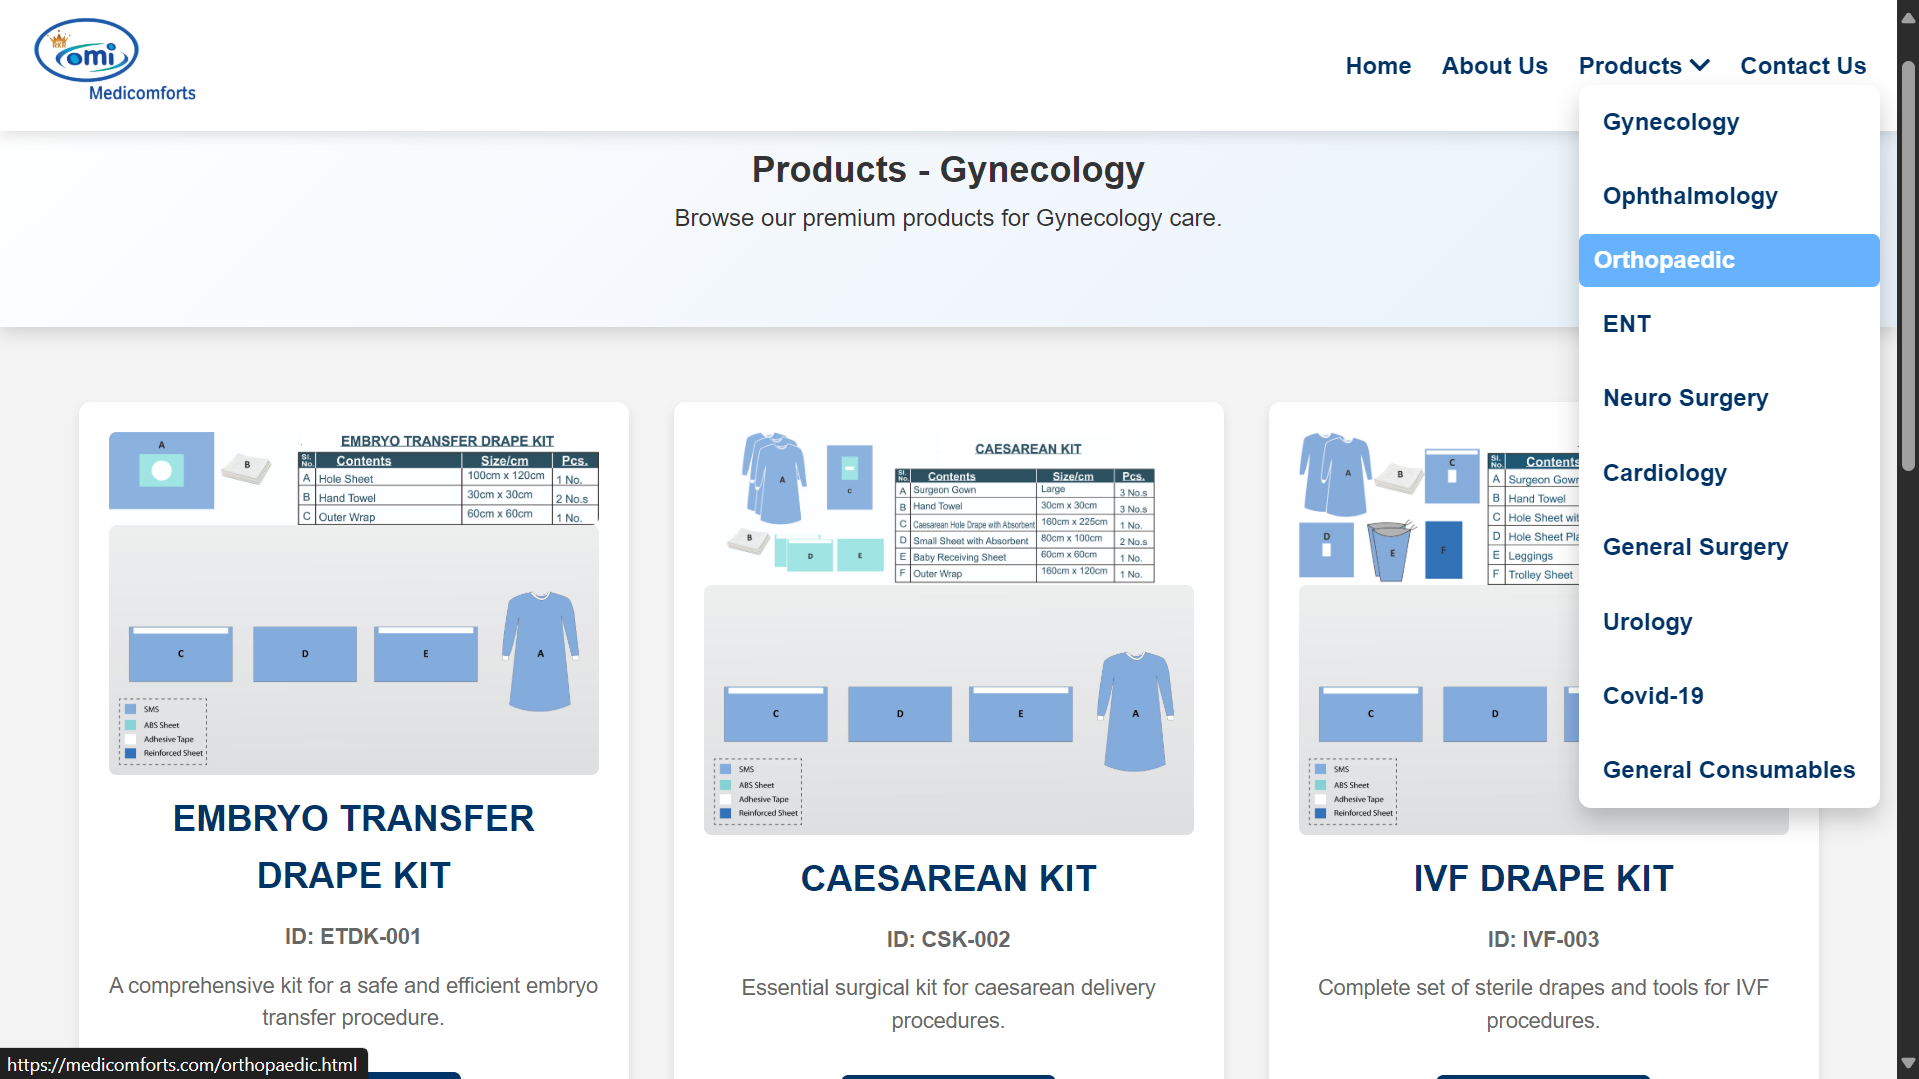 RKR
omi
Medicomforts
Home
About Us
Products
Contact Us
Gynecology
Ophthalmology
Orthopaedic
ENT
Neuro Surgery
Cardiology
General Surgery
Urology
Covid-19
General Consumables
Products - Gynecology
Browse our premium products for Gynecology care.
A
B
EMBRYO TRANSFER DRAPE KIT
Sl. No. Contents Size/cm Pcs.
A Hole Sheet 100cm x 120cm 1 No.
B Hand Towel 30cm x 30cm 2 No.s
C Outer Wrap 60cm x 60cm 1 No.
C D E A
SMS
ABS Sheet
Adhesive Tape
Reinforced Sheet
EMBRYO TRANSFER
DRAPE KIT
ID: ETDK-001
A comprehensive kit for a safe and efficient embryo
transfer procedure.
A
C
B
D
E
CAESAREAN KIT
Sl. No. Contents Size/cm Pcs.
A Surgeon Gown Large 3 No.s
B Hand Towel 30cm x 30cm 3 No.s
C Caesarean Hole Drape with Absorbent 160cm x 225cm 1 No.
D Small Sheet with Absorbent 80cm x 100cm 2 No.s
E Baby Receiving Sheet 60cm x 60cm 1 No.
F Outer Wrap 160cm x 120cm 1 No.
C D E A
SMS
ABS Sheet
Adhesive Tape
Reinforced Sheet
CAESAREAN KIT
ID: CSK-002
Essential surgical kit for caesarean delivery
procedures.
A
B
C
D
E
F
Sl. No. Contents
A Surgeon Gown
B Hand Towel
C Hole Sheet wit
D Hole Sheet Pla
E Leggings
F Trolley Sheet
C D
SMS
ABS Sheet
Adhesive Tape
Reinforced Sheet
IVF DRAPE KIT
ID: IVF-003
Complete set of sterile drapes and tools for IVF
procedures.
https://medicomforts.com/orthopaedic.html